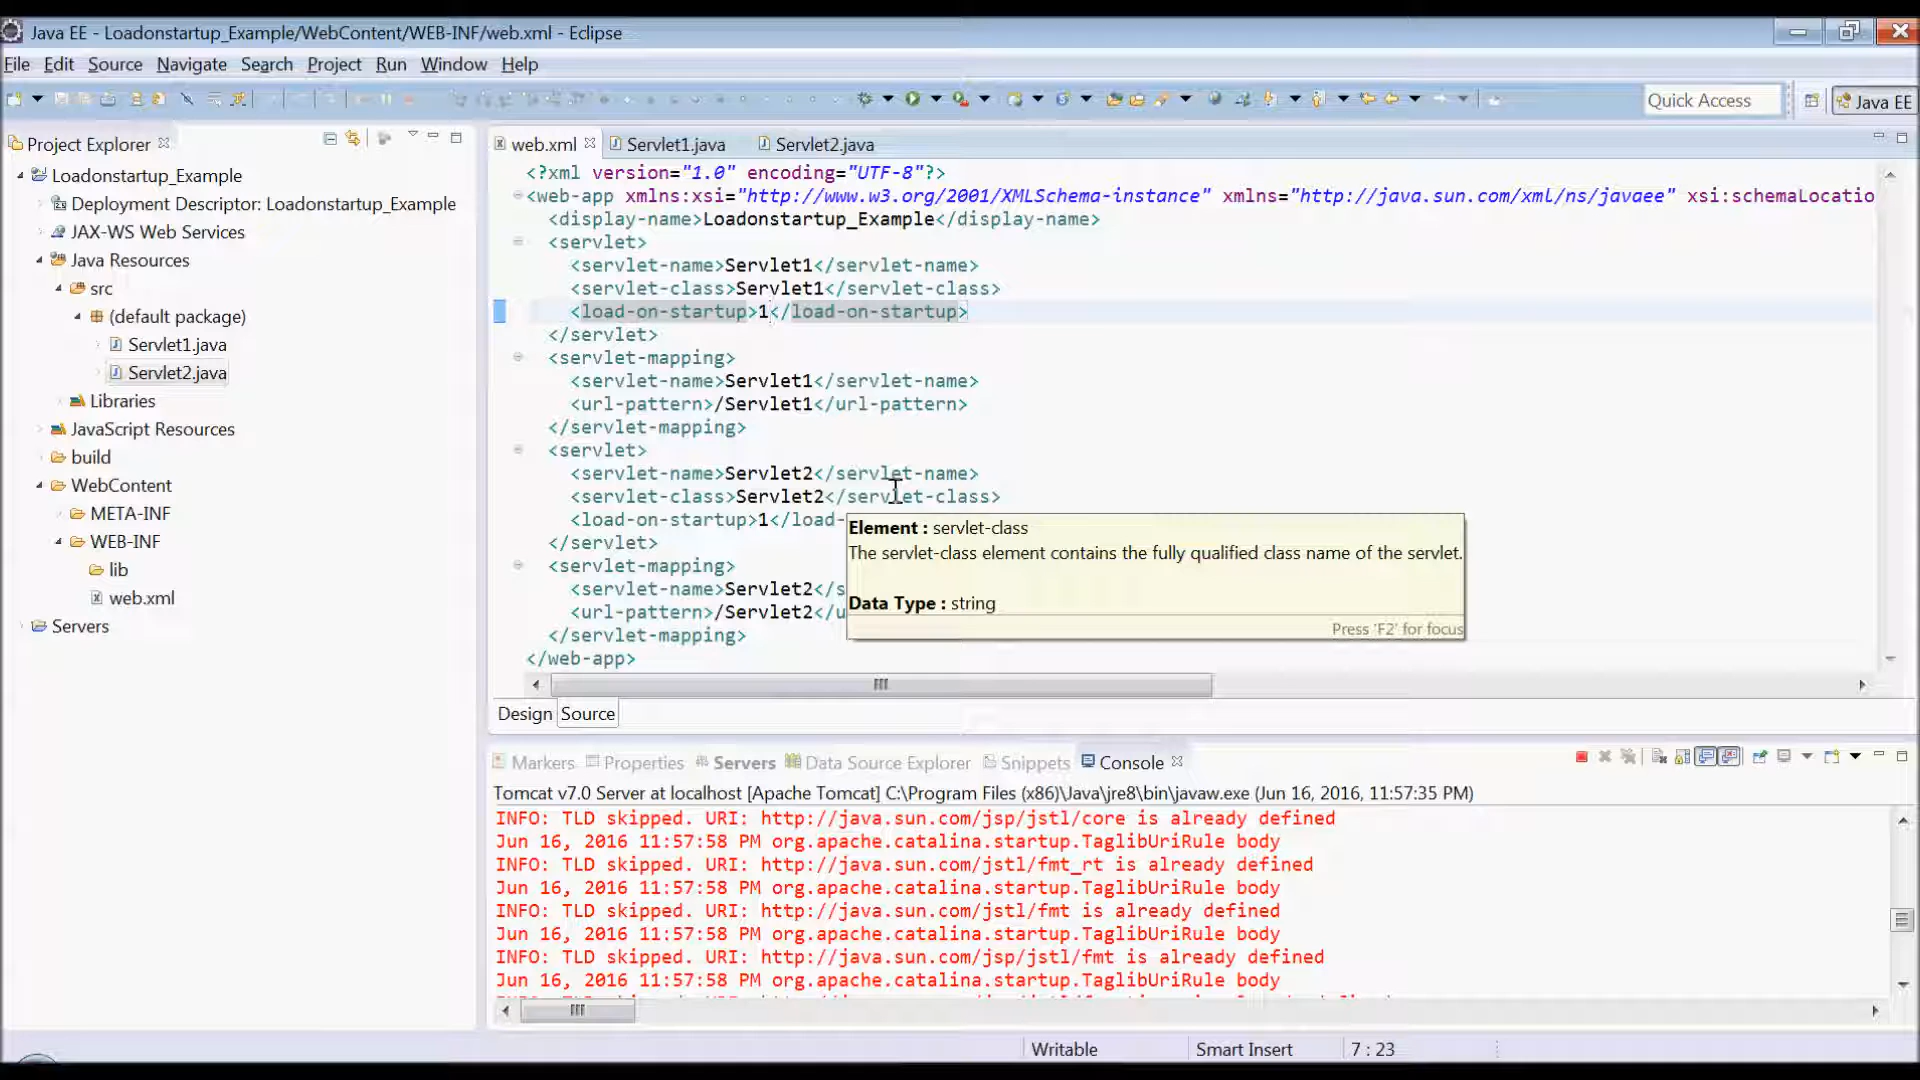 Java EE - Loadonstartup_Example/WebContent/WEB-INF/web.xml - Eclipse
File Edit Source Navigate Search Project Run Window Help
Quick Access
Java EE
Project Explorer
Loadonstartup_Example
Deployment Descriptor: Loadonstartup_Example
JAX-WS Web Services
Java Resources
src
(default package)
Servlet1.java
Servlet2.java
Libraries
JavaScript Resources
build
WebContent
META-INF
WEB-INF
lib
web.xml
Servers
web.xml Servlet1.java Servlet2.java
<?xml version="1.0" encoding="UTF-8"?>
<web-app xmlns:xsi="http://www.w3.org/2001/XMLSchema-instance" xmlns="http://java.sun.com/xml/ns/javaee" xsi:schemaLocatio
<display-name>Loadonstartup_Example</display-name>
<servlet>
<servlet-name>Servlet1</servlet-name>
<servlet-class>Servlet1</servlet-class>
<load-on-startup>1</load-on-startup>
</servlet>
<servlet-mapping>
<servlet-name>Servlet1</servlet-name>
<url-pattern>/Servlet1</url-pattern>
</servlet-mapping>
<servlet>
<servlet-name>Servlet2</servlet-name>
<servlet-class>Servlet2</servlet-class>
<load-on-startup>1</load-
</servlet>
<servlet-mapping>
<servlet-name>Servlet2</s
<url-pattern>/Servlet2</u
</servlet-mapping>
</web-app>
Element : servlet-class
The servlet-class element contains the fully qualified class name of the servlet.
Data Type : string
Press 'F2' for focus
Design Source
Markers Properties Servers Data Source Explorer Snippets Console
Tomcat v7.0 Server at localhost [Apache Tomcat] C:\Program Files (x86)\Java\jre8\bin\javaw.exe (Jun 16, 2016, 11:57:35 PM)
INFO: TLD skipped. URI: http://java.sun.com/jsp/jstl/core is already defined
Jun 16, 2016 11:57:58 PM org.apache.catalina.startup.TaglibUriRule body
INFO: TLD skipped. URI: http://java.sun.com/jstl/fmt_rt is already defined
Jun 16, 2016 11:57:58 PM org.apache.catalina.startup.TaglibUriRule body
INFO: TLD skipped. URI: http://java.sun.com/jstl/fmt is already defined
Jun 16, 2016 11:57:58 PM org.apache.catalina.startup.TaglibUriRule body
INFO: TLD skipped. URI: http://java.sun.com/jsp/jstl/fmt is already defined
Jun 16, 2016 11:57:58 PM org.apache.catalina.startup.TaglibUriRule body
Writable Smart Insert 7 : 23